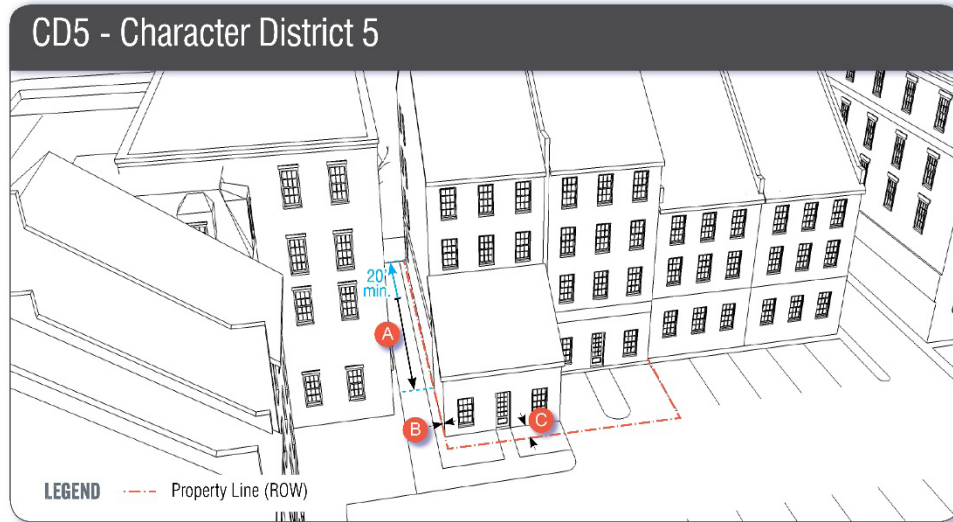 CD5 - Character District 5
20
min.
A
B
C
LEGEND Property Line (ROW)